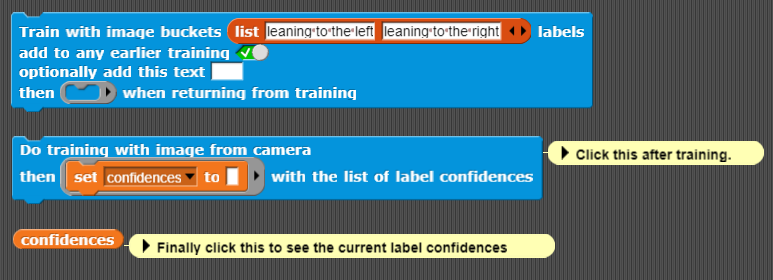 Train with image buckets list leaning to the left leaning to the right labels
add to any earlier training
optionally add this text
then when returning from training
Do training with image from camera
then set confidences to with the list of label confidences
Click this after training.
confidences
Finally click this to see the current label confidences